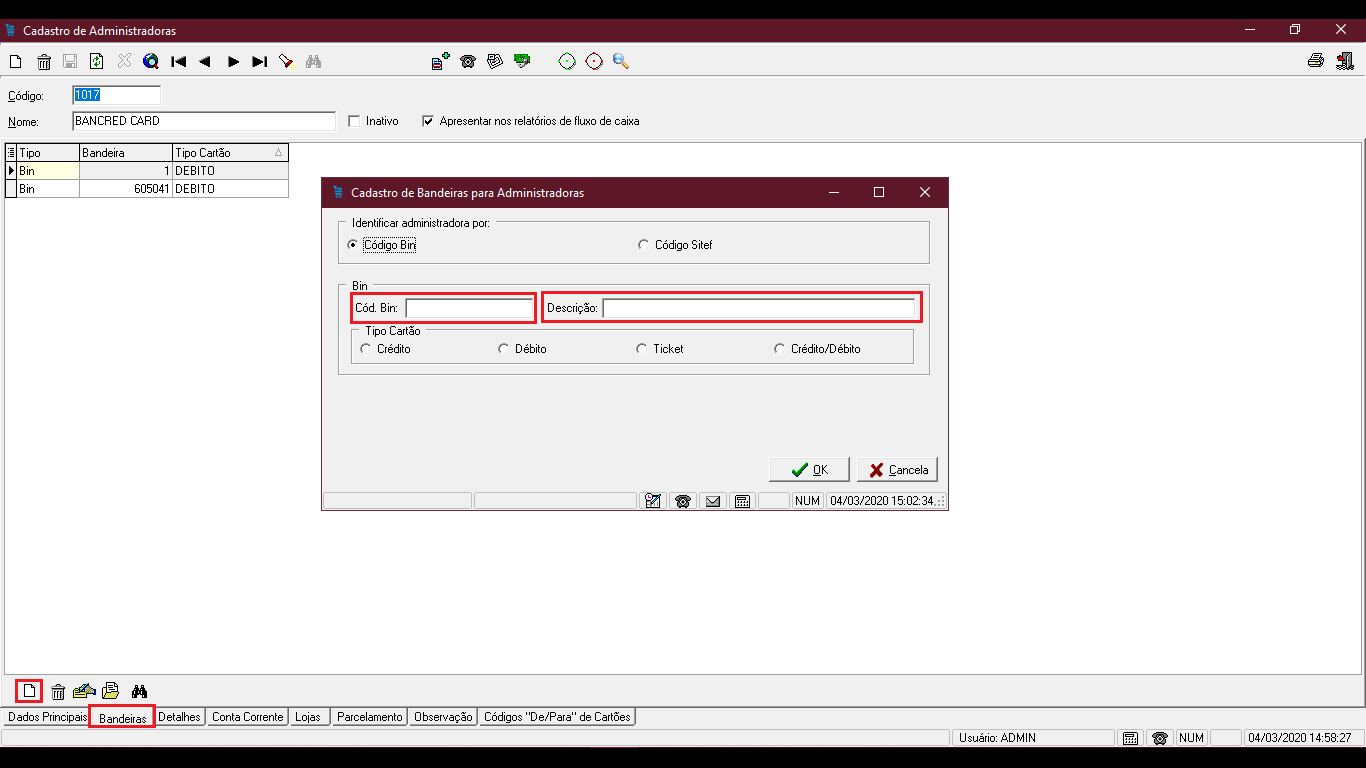 Cadastro de Administradoras
Código: 1017
Nome: BANCRED CARD Inativo Apresentar nos relatórios de fluxo de caixa
Tipo Bandeira Tipo Cartão
Bin 1 DEBITO
Bin 605041 DEBITO
Cadastro de Bandeiras para Administradoras
Identificar administradora por:
Código Bin Código Sitef
Bin
Cód. Bin: Descrição:
Tipo Cartão
Crédito Débito Ticket Crédito/Débito
OK Cancela
NUM 04/03/2020 15:02:34
Dados Principais Bandeiras Detalhes Conta Corrente Lojas Parcelamento Observação Códigos "De/Para" de Cartões
Usuário: ADMIN NUM 04/03/2020 14:58:27